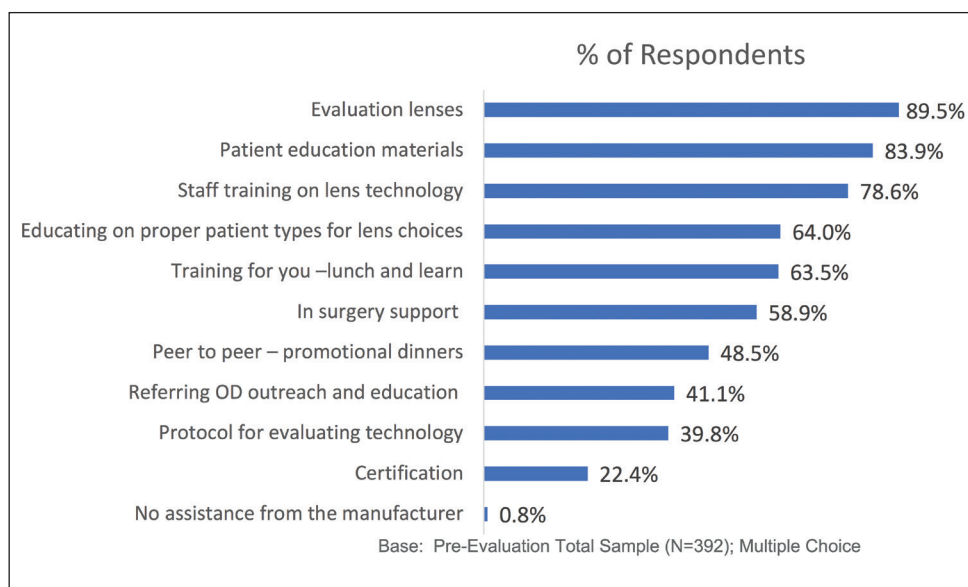 % of Respondents
Evaluation lenses 89.5%
Patient education materials 83.9%
Staff training on lens technology 78.6%
Educating on proper patient types for lens choices 64.0%
Training for you –lunch and learn 63.5%
In surgery support 58.9%
Peer to peer – promotional dinners 48.5%
Referring OD outreach and education 41.1%
Protocol for evaluating technology 39.8%
Certification 22.4%
No assistance from the manufacturer 0.8%
Base: Pre-Evaluation Total Sample (N=392); Multiple Choice